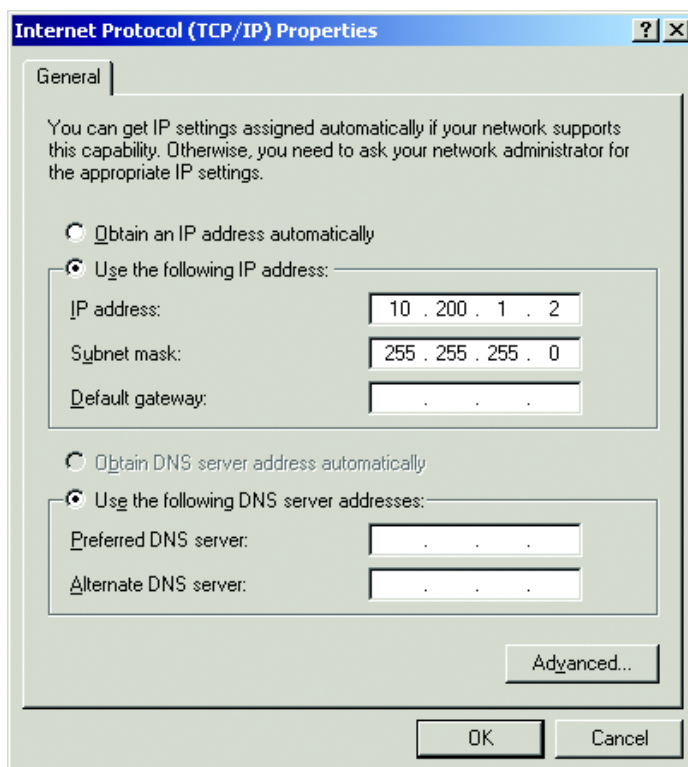 Internet Protocol (TCP/IP) Properties
General
You can get IP settings assigned automatically if your network supports
this capability. Otherwise, you need to ask your network administrator for
the appropriate IP settings.
Obtain an IP address automatically
Use the following IP address:
IP address: 10 . 200 . 1 . 2
Subnet mask: 255 . 255 . 255 . 0
Default gateway: . . .
Obtain DNS server address automatically
Use the following DNS server addresses:
Preferred DNS server: . . .
Alternate DNS server: . . .
Advanced...
OK Cancel